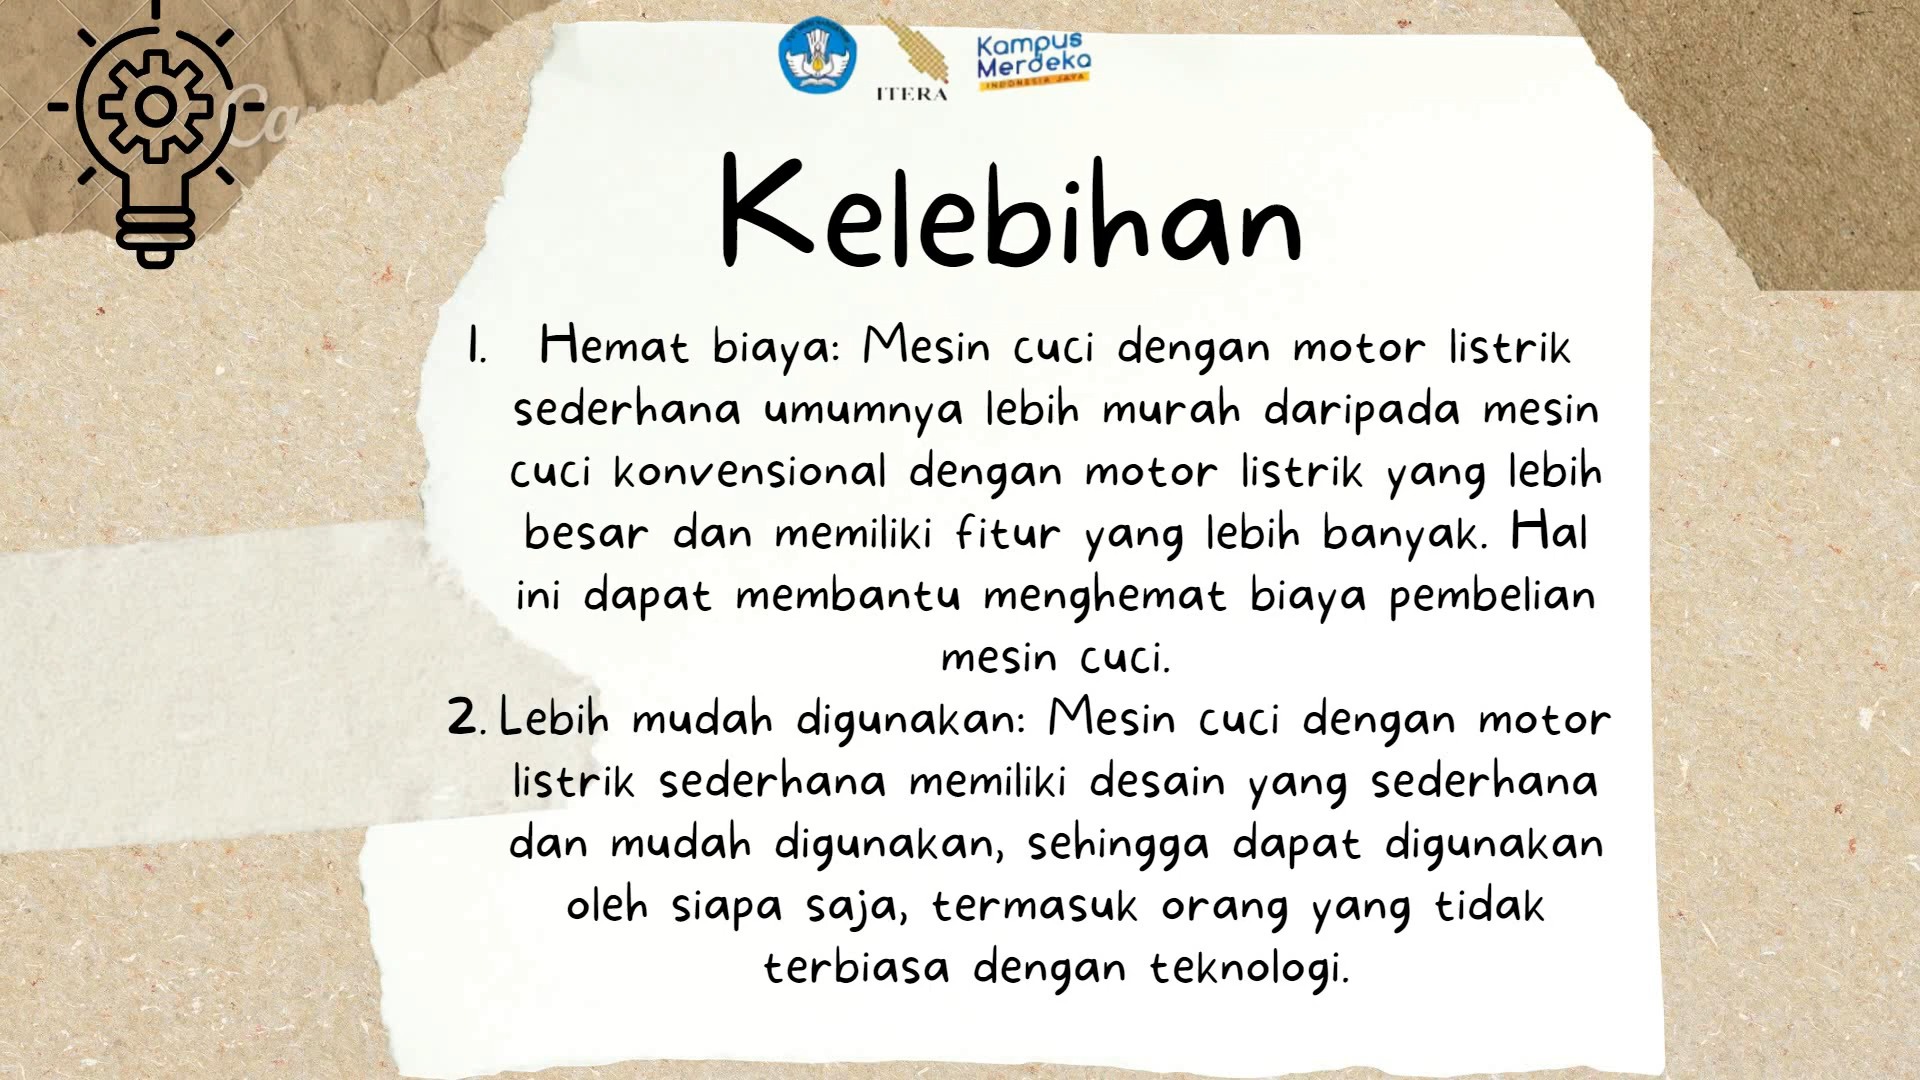 ITERA
Kampus
Merdeka
INDONESIA JAYA
Ca
Kelebihan
1. Hemat biaya: Mesin cuci dengan motor listrik
sederhana umumnya lebih murah daripada mesin
cuci konvensional dengan motor listrik yang lebih
besar dan memiliki fitur yang lebih banyak. Hal
ini dapat membantu menghemat biaya pembelian
mesin cuci.
2. Lebih mudah digunakan: Mesin cuci dengan motor
listrik sederhana memiliki desain yang sederhana
dan mudah digunakan, sehingga dapat digunakan
oleh siapa saja, termasuk orang yang tidak
terbiasa dengan teknologi.